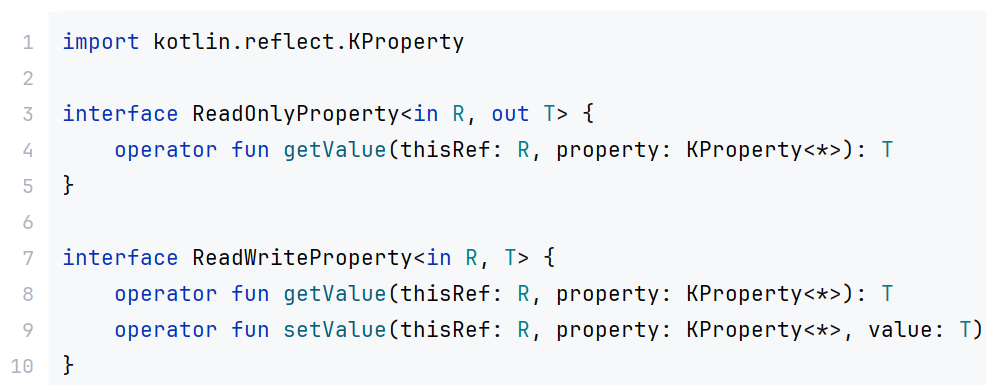 1 import kotlin.reflect.KProperty
2
3 interface ReadOnlyProperty<in R, out T> {
4     operator fun getValue(thisRef: R, property: KProperty<*>): T
5 }
6
7 interface ReadWriteProperty<in R, T> {
8     operator fun getValue(thisRef: R, property: KProperty<*>): T
9     operator fun setValue(thisRef: R, property: KProperty<*>, value: T)
10 }